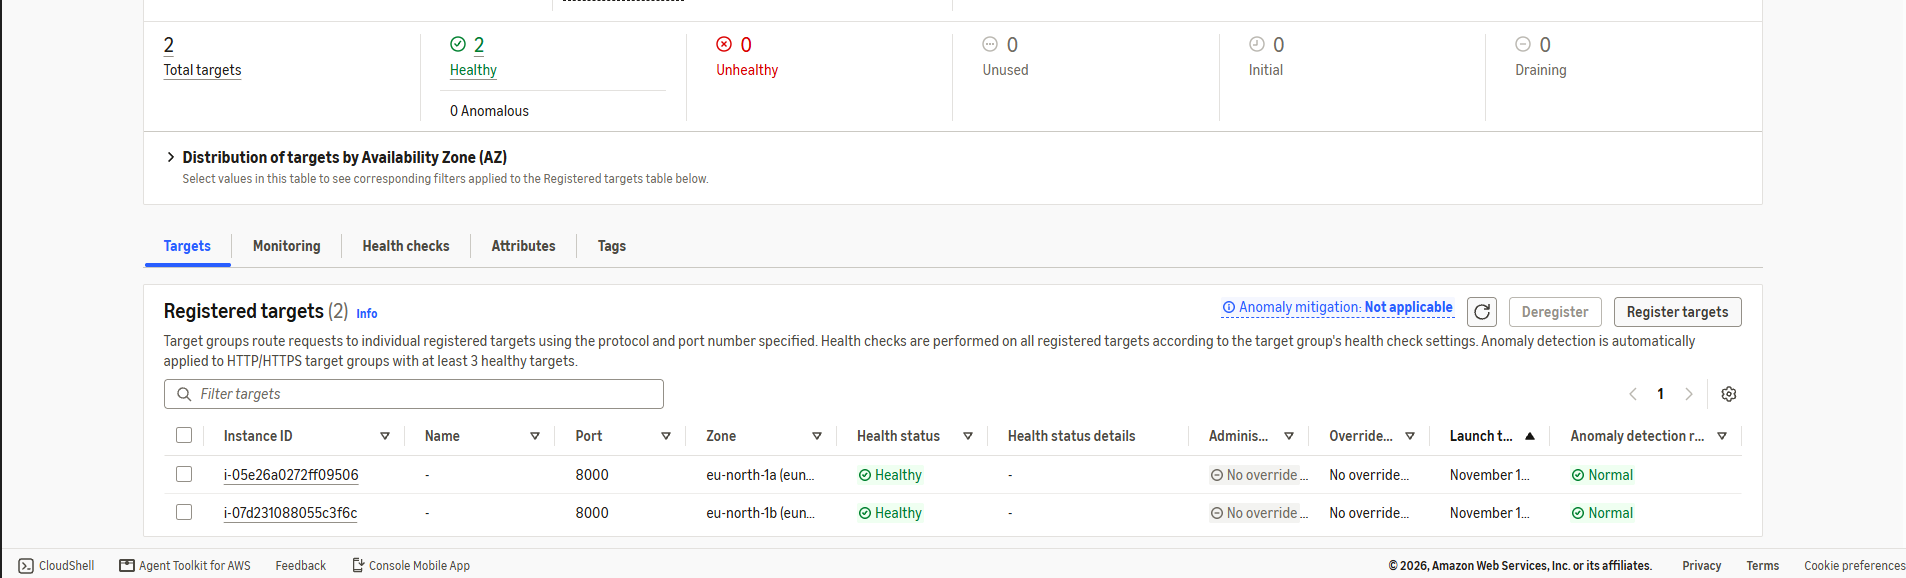 2
Total targets
2
Healthy
0 Anomalous
0
Unhealthy
0
Unused
0
Initial
0
Draining
Distribution of targets by Availability Zone (AZ)
Select values in this table to see corresponding filters applied to the Registered targets table below.
Targets Monitoring Health checks Attributes Tags
Registered targets (2) Info
Anomaly mitigation: Not applicable Deregister Register targets
Target groups route requests to individual registered targets using the protocol and port number specified. Health checks are performed on all registered targets according to the target group's health check settings. Anomaly detection is automatically
applied to HTTP/HTTPS target groups with at least 3 healthy targets.
Filter targets 1
Instance ID Name Port Zone Health status Health status details Adminis... Override... Launch t... Anomaly detection r...
i-05e26a0272ff09506 - 8000 eu-north-1a (eun... Healthy - No override... No override... November 1... Normal
i-07d231088055c3f6c - 8000 eu-north-1b (eun... Healthy - No override... No override... November 1... Normal
CloudShell Agent Toolkit for AWS Feedback Console Mobile App © 2026, Amazon Web Services, Inc. or its affiliates. Privacy Terms Cookie preferences